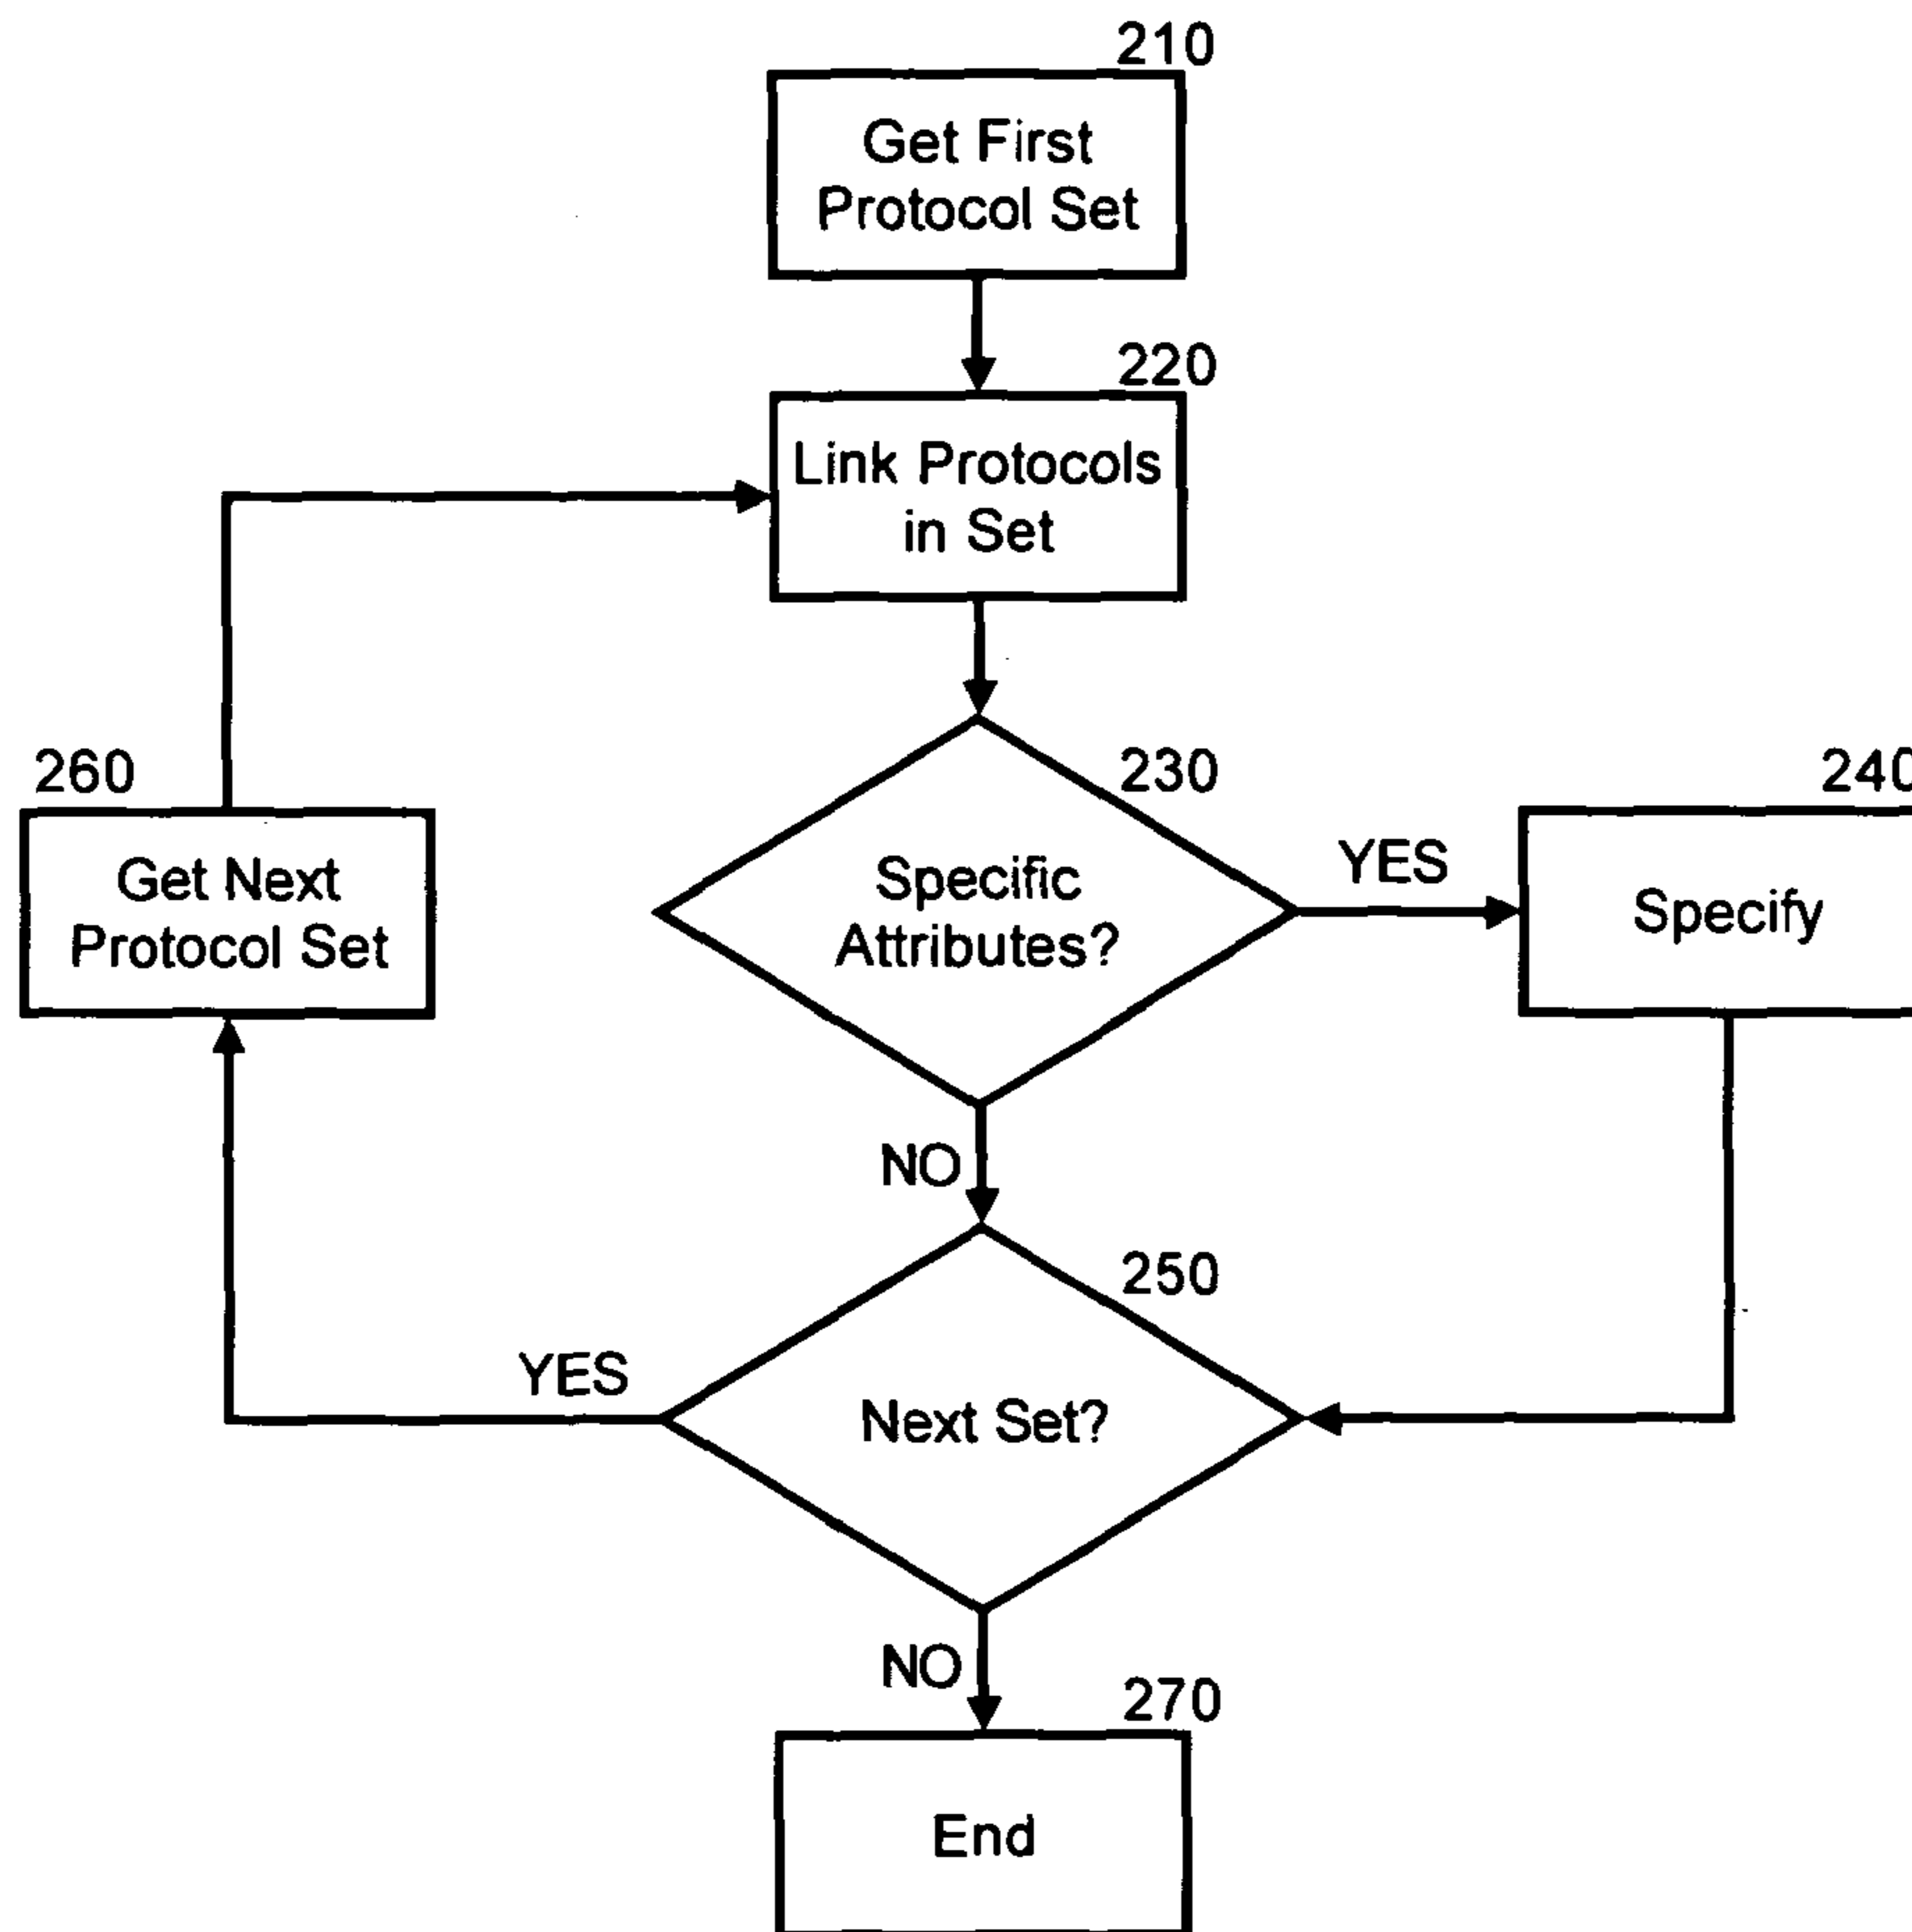 210
Get First
Protocol Set
220
Link Protocols
in Set
260
Get Next
Protocol Set
230
Specific
Attributes?
YES
240
Specify
NO
250
YES
Next Set?
NO
270
End